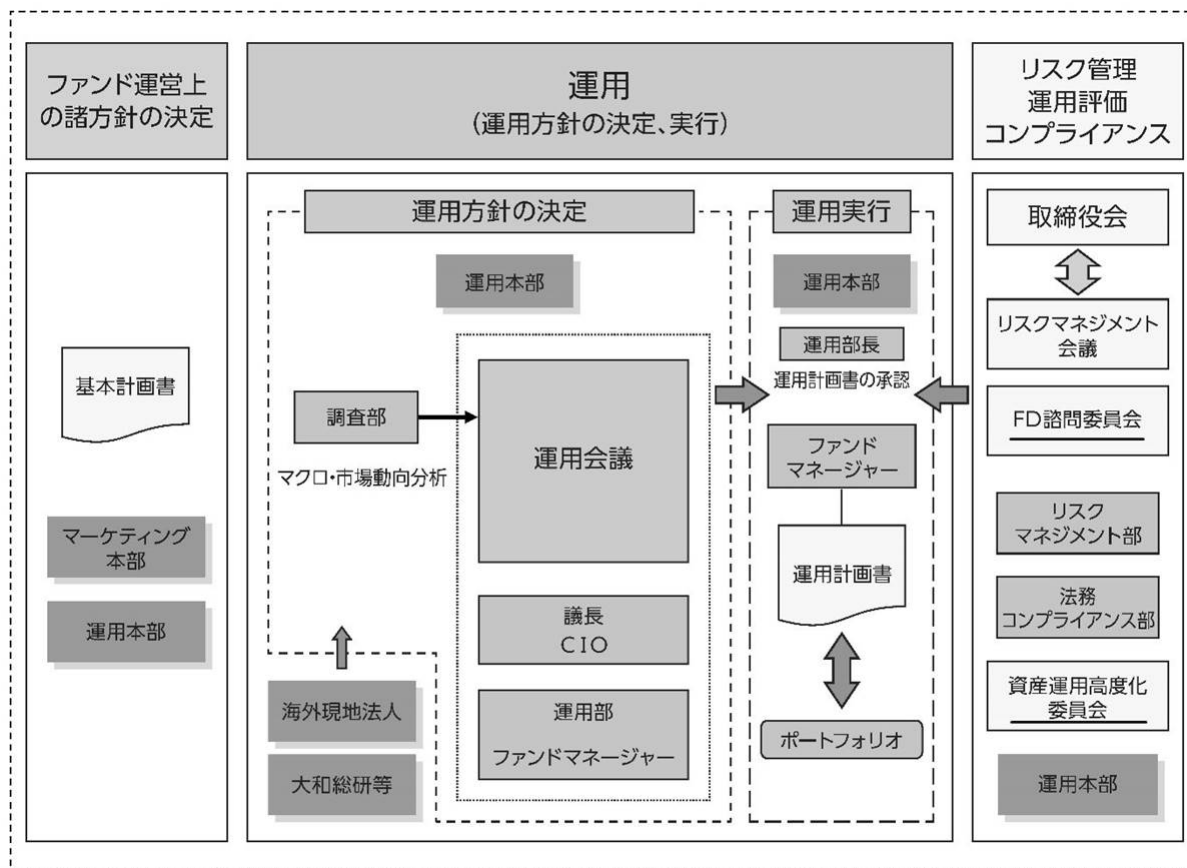 ファンド運営上
の諸方針の決定
運用
(運用方針の決定、実行)
リスク管理
運用評価
コンプライアンス
基本計画書
マーケティング
本部
運用本部
運用方針の決定
運用本部
調査部
マクロ・市場動向分析
運用会議
議長
CIO
運用部
ファンドマネージャー
海外現地法人
大和総研等
運用実行
運用本部
運用部長
運用計画書の承認
ファンド
マネージャー
運用計画書
ポートフォリオ
取締役会
リスクマネジメント
会議
FD諮問委員会
リスク
マネジメント部
法務
コンプライアンス部
資産運用高度化
委員会
運用本部